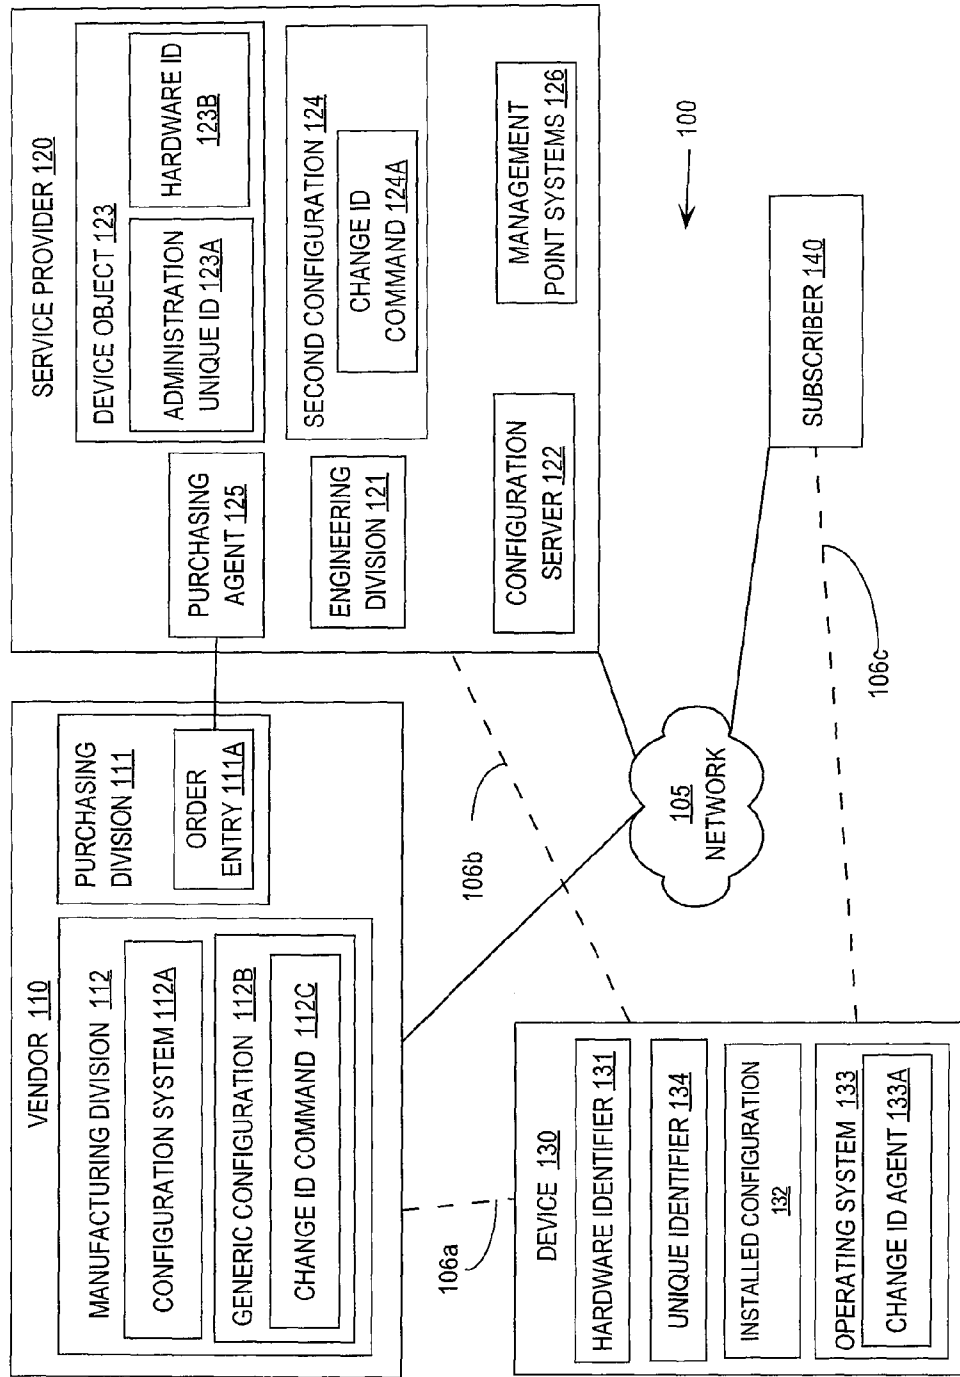 VENDOR 110
MANUFACTURING DIVISION 112
CONFIGURATION SYSTEM 112A
GENERIC CONFIGURATION 112B
CHANGE ID COMMAND 112C
PURCHASING
DIVISION 111
ORDER
ENTRY 111A
SERVICE PROVIDER 120
PURCHASING
AGENT 125
DEVICE OBJECT 123
ADMINISTRATION
UNIQUE ID 123A
HARDWARE ID
123B
ENGINEERING
DIVISION 121
SECOND CONFIGURATION 124
CHANGE ID
COMMAND 124A
CONFIGURATION
SERVER 122
MANAGEMENT
POINT SYSTEMS 126
106a
106b
105
NETWORK
100
DEVICE 130
HARDWARE IDENTIFIER 131
UNIQUE IDENTIFIER 134
INSTALLED CONFIGURATION
132
OPERATING SYSTEM 133
CHANGE ID AGENT 133A
SUBSCRIBER 140
106c